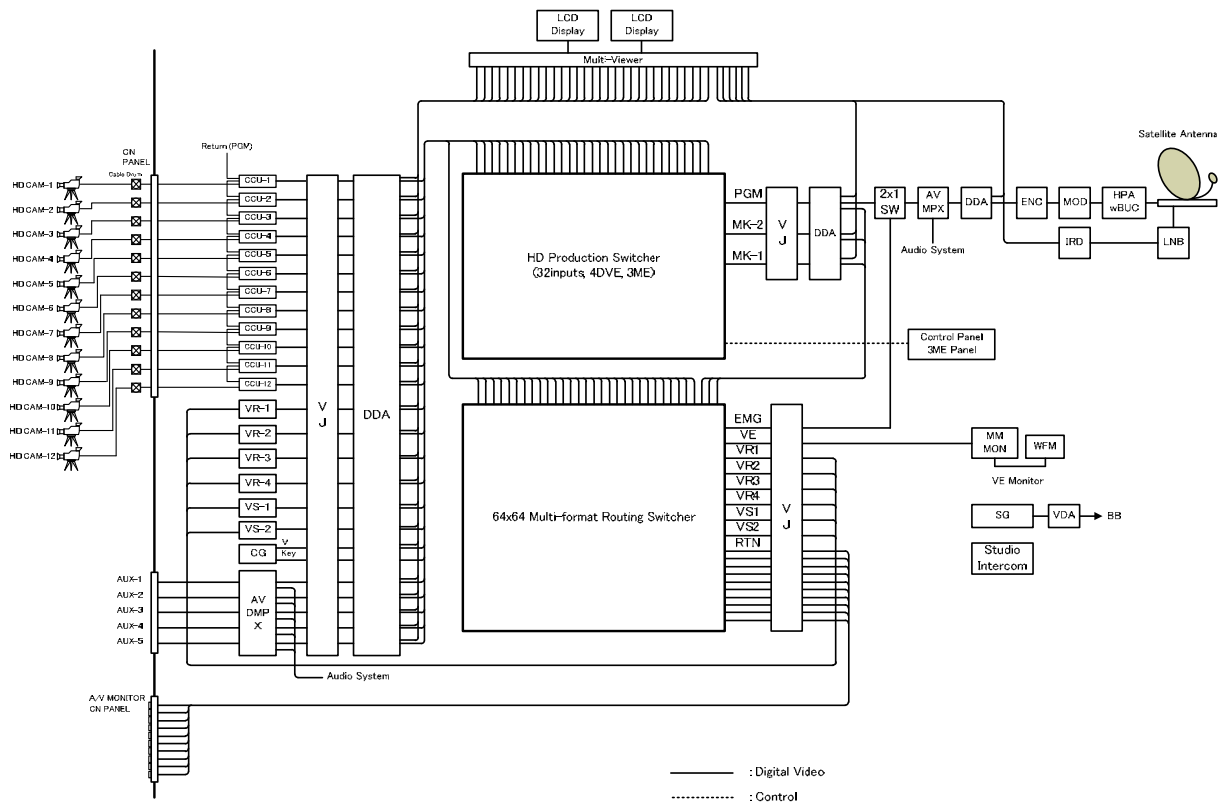 LCD
Display
LCD
Display
Multi-Viewer
Satellite Antenna
CN
PANEL
Cable Drum
Return (PGM)
HD CAM-1
HD CAM-2
HD CAM-3
HD CAM-4
HD CAM-5
HD CAM-6
HD CAM-7
HD CAM-8
HD CAM-9
HD CAM-10
HD CAM-11
HD CAM-12
CCU-1
CCU-2
CCU-3
CCU-4
CCU-5
CCU-6
CCU-7
CCU-8
CCU-9
CCU-10
CCU-11
CCU-12
VR-1
VR-2
VR-3
VR-4
VS-1
VS-2
CG
V
Key
V
J
DDA
HD Production Switcher
(32inputs, 4DVE, 3ME)
PGM
MK-2
MK-1
V
J
DDA
2x1
SW
AV
MPX
Audio System
DDA
ENC
MOD
HPA
wBUC
IRD
LNB
Control Panel
3ME Panel
64x64 Multi-format Routing Switcher
EMG
VE
VR1
VR2
VR3
VR4
VS1
VS2
RTN
V
J
MM
MON
WFM
VE Monitor
SG
VDA
BB
Studio
Intercom
AUX-1
AUX-2
AUX-3
AUX-4
AUX-5
AV
DMP
X
Audio System
A/V MONITOR
CN PANEL
: Digital Video
: Control